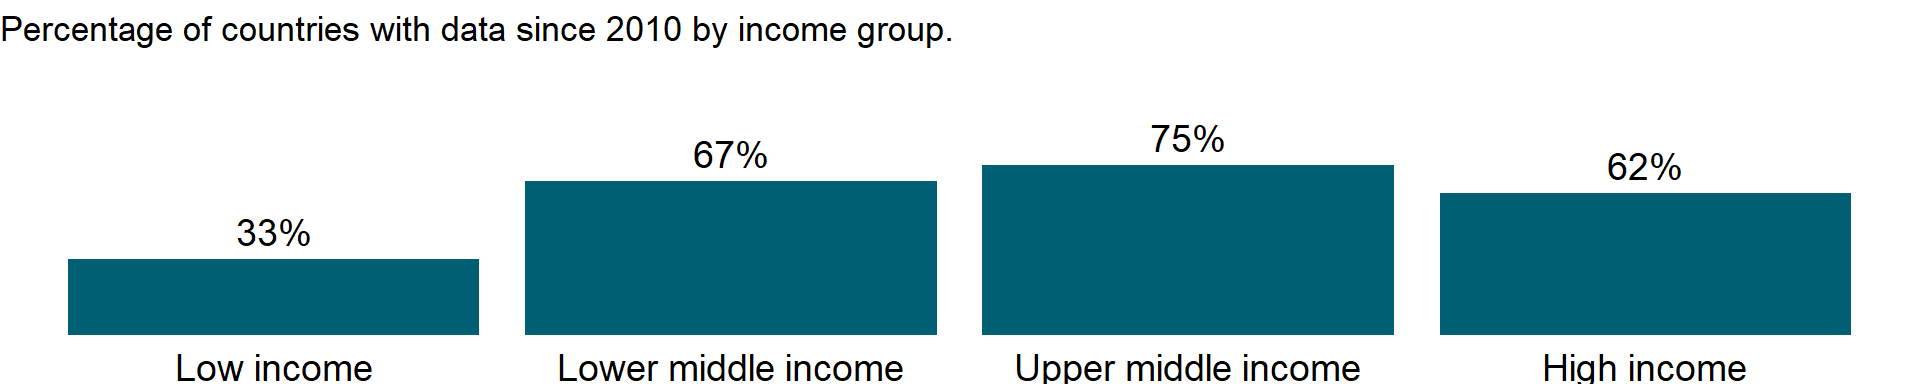 Percentage of countries with data since 2010 by income group.
75%
67%
62%
33%
Low income
Lower middle income
Upper middle income
High income